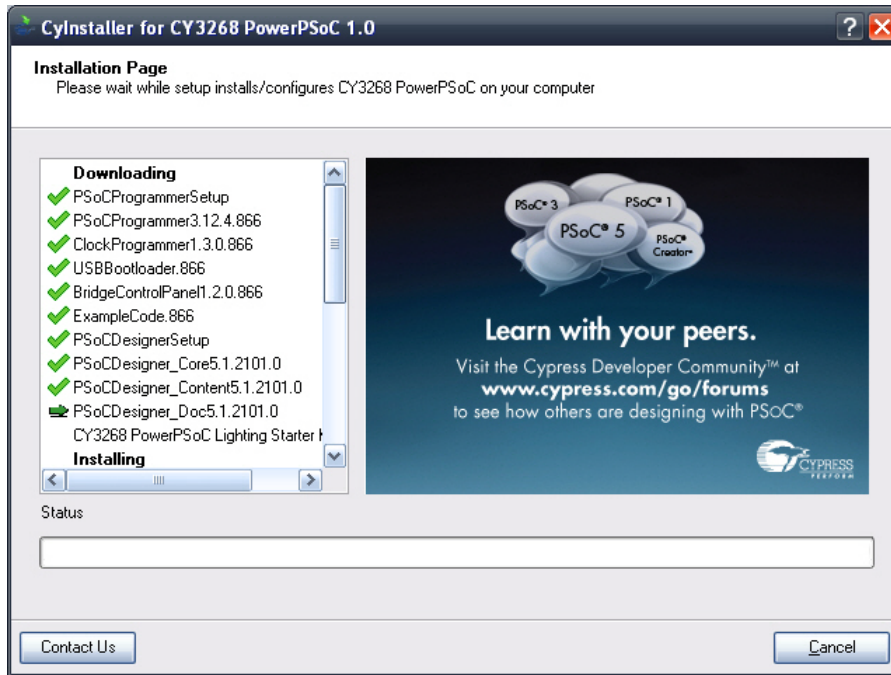 CyInstaller for CY3268 PowerPSoC 1.0
Installation Page
Please wait while setup installs/configures CY3268 PowerPSoC on your computer
Downloading
PSoCProgrammerSetup
PSoCProgrammer3.12.4.866
ClockProgrammer1.3.0.866
USBBootloader.866
BridgeControlPanel1.2.0.866
ExampleCode.866
PSoCDesignerSetup
PSoCDesigner_Core5.1.2101.0
PSoCDesigner_Content5.1.2101.0
PSoCDesigner_Doc5.1.2101.0
CY3268 PowerPSoC Lighting Starter
Installing
PSoC® 3
PSoC® 1
PSoC® 5
PSoC®
Creator™
Learn with your peers.
Visit the Cypress Developer Community™ at
www.cypress.com/go/forums
to see how others are designing with PSOC®
CYPRESS
PERFORM
Status
Contact Us
Cancel